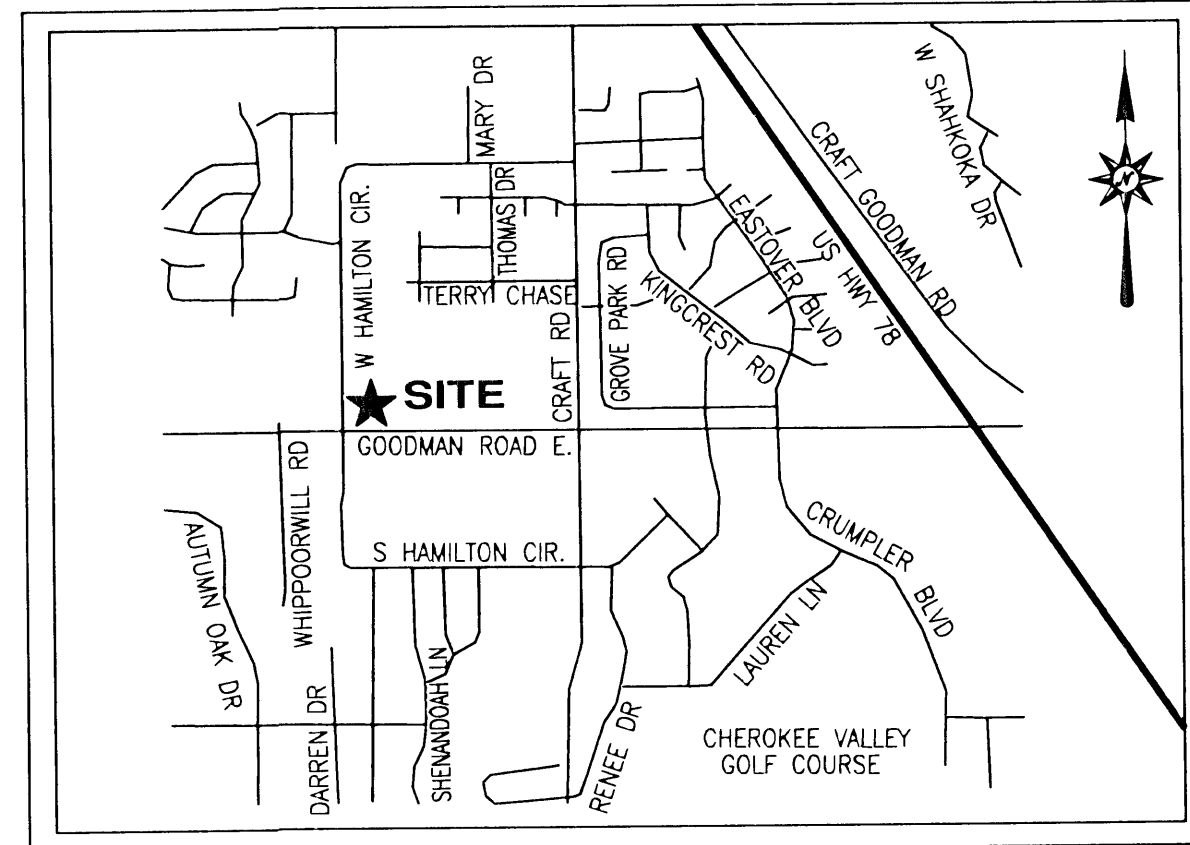 MARY DR
W SHAHKOKA DR
CRAFT GOODMAN RD
N
W HAMILTON CIR.
THOMAS DR
EASTOVER BLVD
US HWY 78
TERRY CHASE
GROVE PARK RD
KINGCREST RD
CRAFT RD
SITE
GOODMAN ROAD E.
WHIPPOORWILL RD
AUTUMN OAK DR
S HAMILTON CIR.
CRUMPLER BLVD
LAUREN LN
SHENANDOAH LN
DARREN DR
RENEE DR
CHEROKEE VALLEY
GOLF COURSE